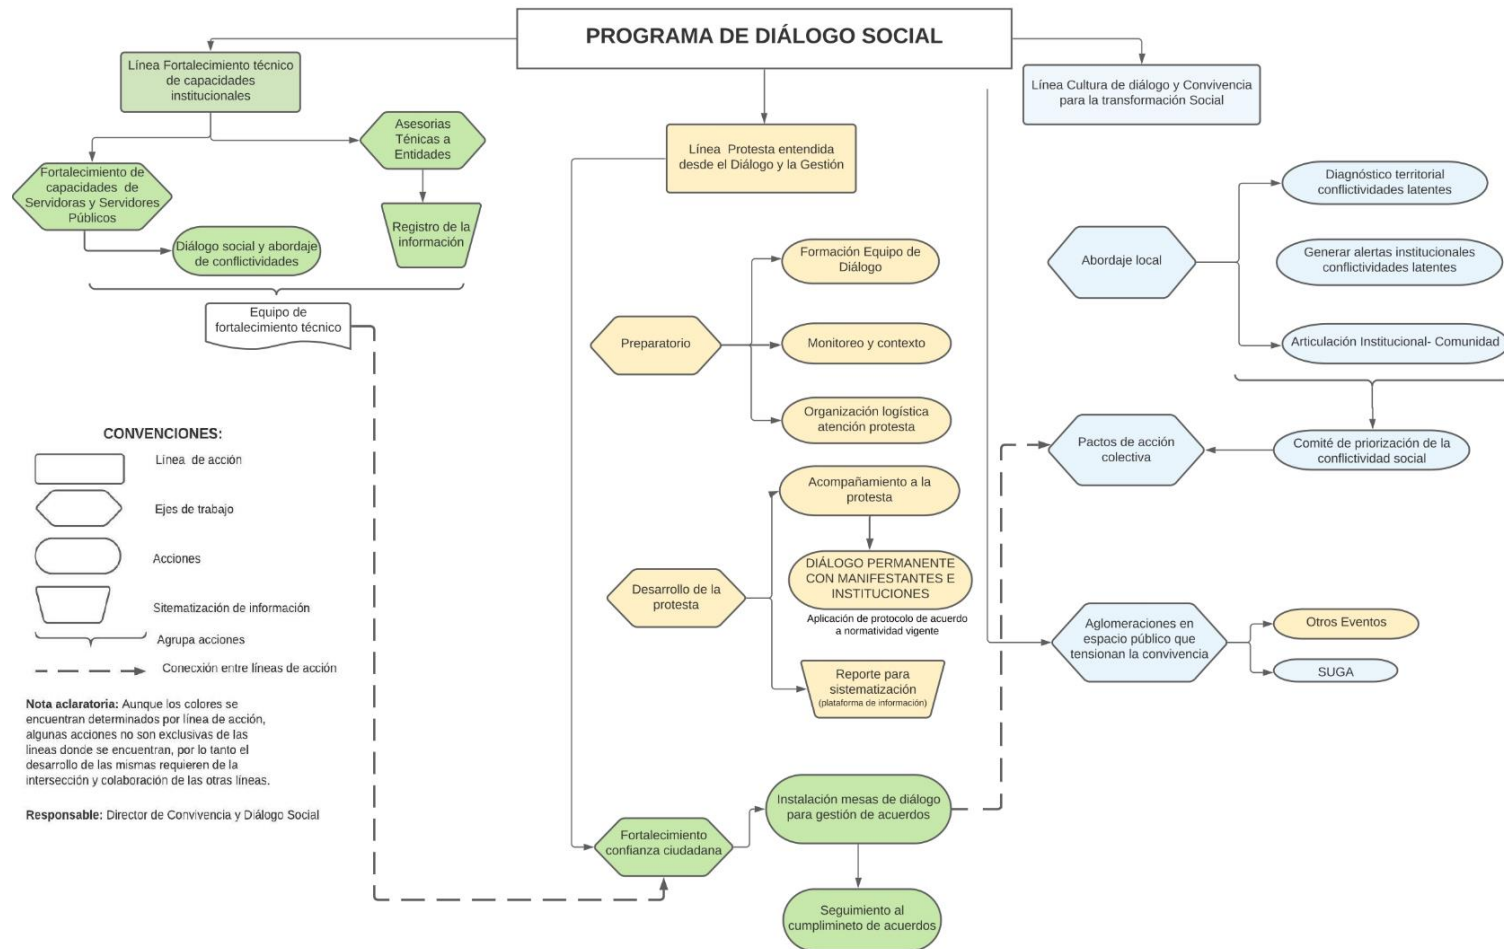 PROGRAMA DE DIÁLOGO SOCIAL
Línea Fortalecimiento técnico
de capacidades
institucionales
Asesorias
Ténicas a
Entidades
Fortalecimiento de
capacidades de
Servidoras y Servidores
Públicos
Registro de la
información
Diálogo social y abordaje
de conflictividades
Equipo de
fortalecimiento técnico
CONVENCIONES:
Línea de acción
Ejes de trabajo
Acciones
Sitematización de información
Agrupa acciones
Conecxión entre líneas de acción
Nota aclaratoria: Aunque los colores se
encuentran determinados por línea de acción,
algunas acciones no son exclusivas de las
líneas donde se encuentran, por lo tanto el
desarrollo de las mismas requieren de la
intersección y colaboración de las otras líneas.
Responsable: Director de Convivencia y Diálogo Social
Línea Protesta entendida
desde el Diálogo y la Gestión
Formación Equipo de
Diálogo
Preparatorio
Monitoreo y contexto
Organización logística
atención protesta
Acompañamiento a la
protesta
Desarrollo de la
protesta
DIÁLOGO PERMANENTE
CON MANIFESTANTES E
INSTITUCIONES
Aplicación de protocolo de acuerdo
a normatividad vigente
Reporte para
sistematización
(plataforma de información)
Fortalecimiento
confianza ciudadana
Instalación mesas de diálogo
para gestión de acuerdos
Seguimiento al
cumplimineto de acuerdos
Línea Cultura de diálogo y Convivencia
para la transformación Social
Abordaje local
Diagnóstico territorial
conflictividades latentes
Generar alertas institucionales
conflictividades latentes
Articulación Institucional- Comunidad
Pactos de acción
colectiva
Comité de priorización de la
conflictividad social
Aglomeraciones en
espacio público que
tensionan la convivencia
Otros Eventos
SUGA